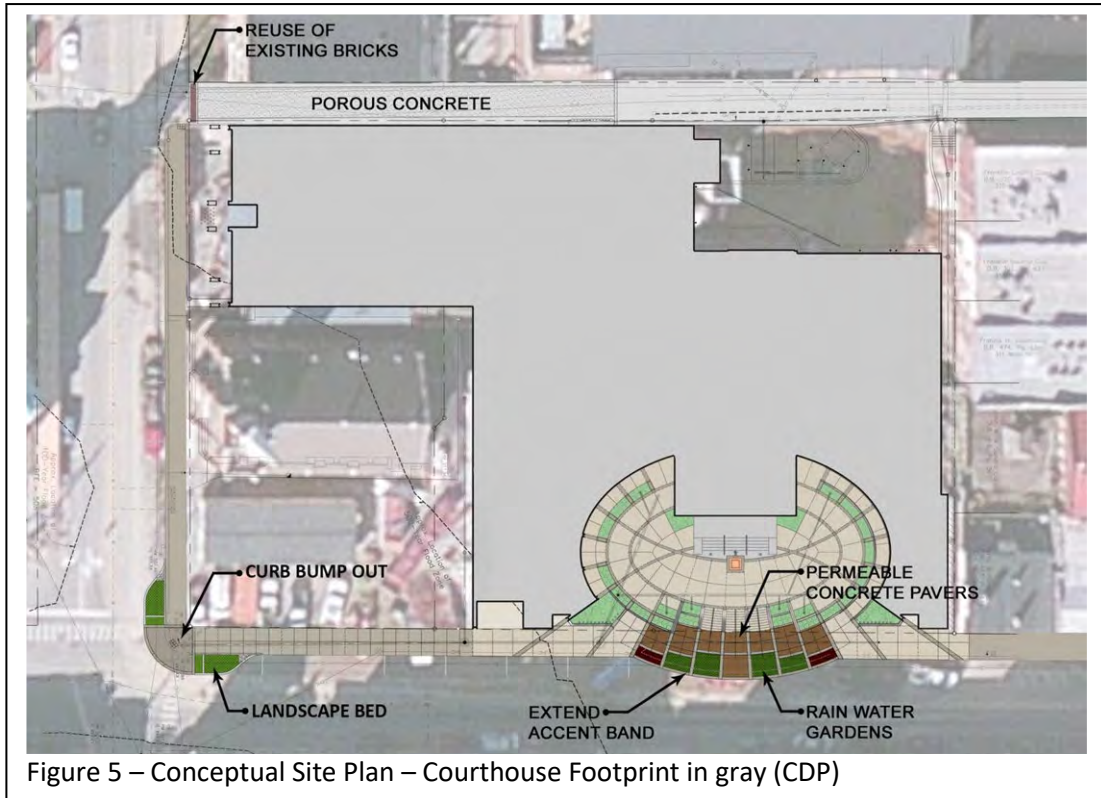 REUSE OF
EXISTING BRICKS
POROUS CONCRETE
CURB BUMP OUT
PERMEABLE
CONCRETE PAVERS
LANDSCAPE BED
EXTEND
ACCENT BAND
RAIN WATER
GARDENS
Figure 5 – Conceptual Site Plan – Courthouse Footprint in gray (CDP)